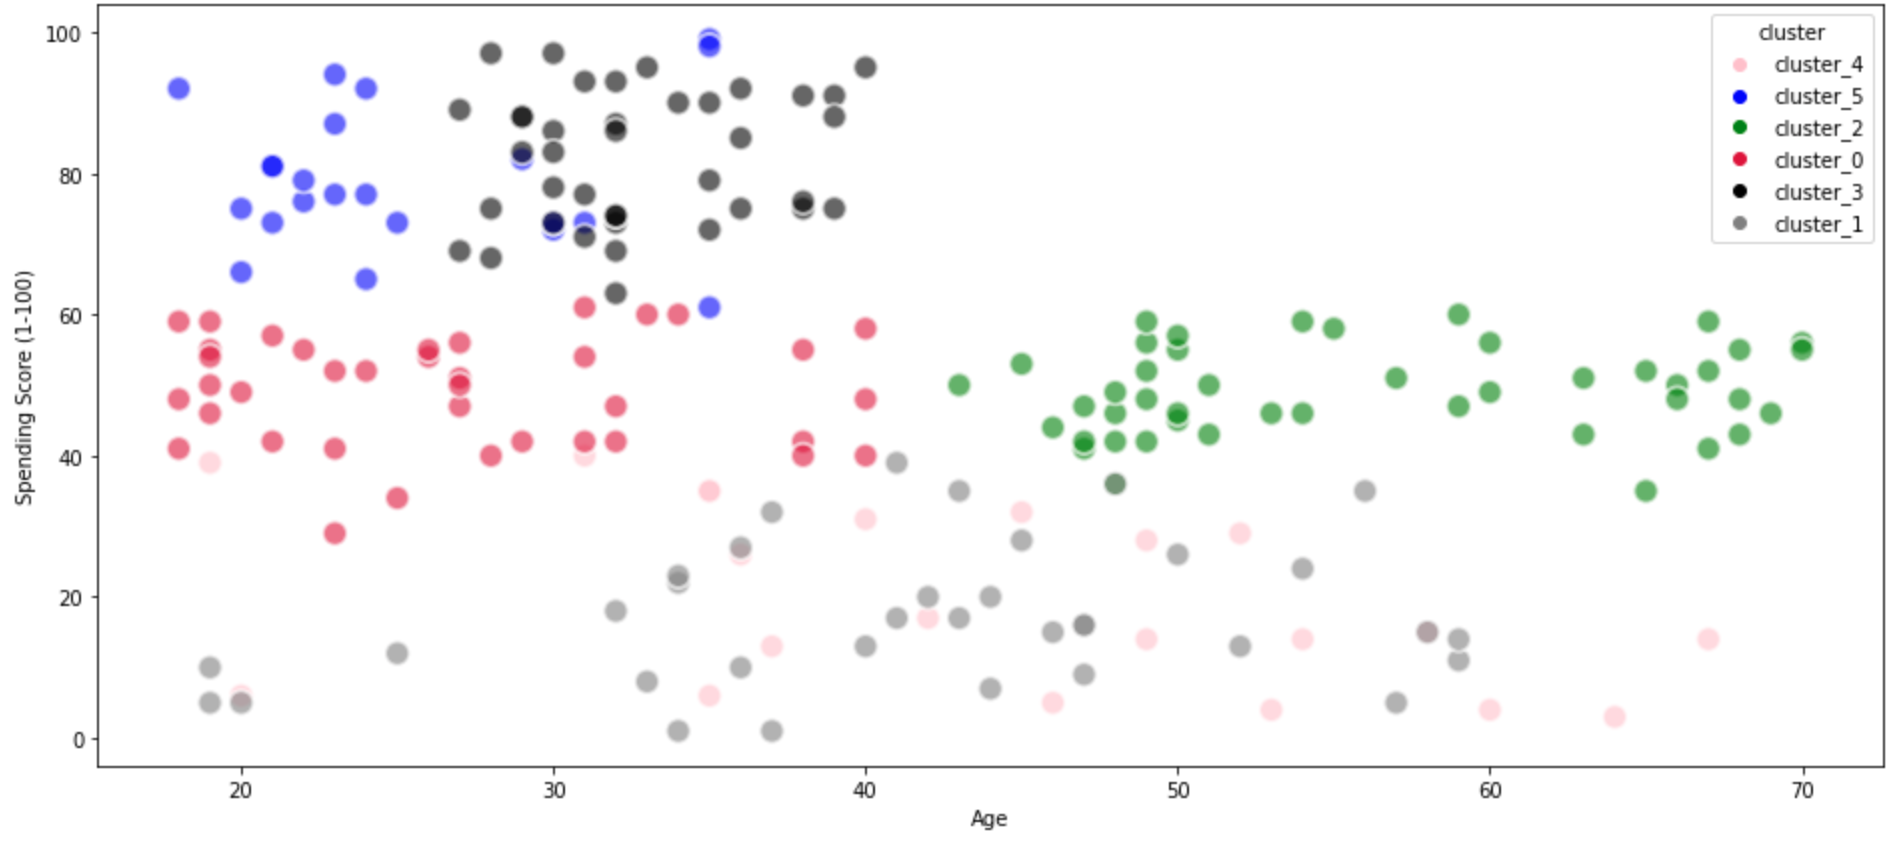 100
80
60
40
20
0
Spending Score (1-100)
20 30 40 50 60 70
Age
cluster
cluster_4
cluster_5
cluster_2
cluster_0
cluster_3
cluster_1